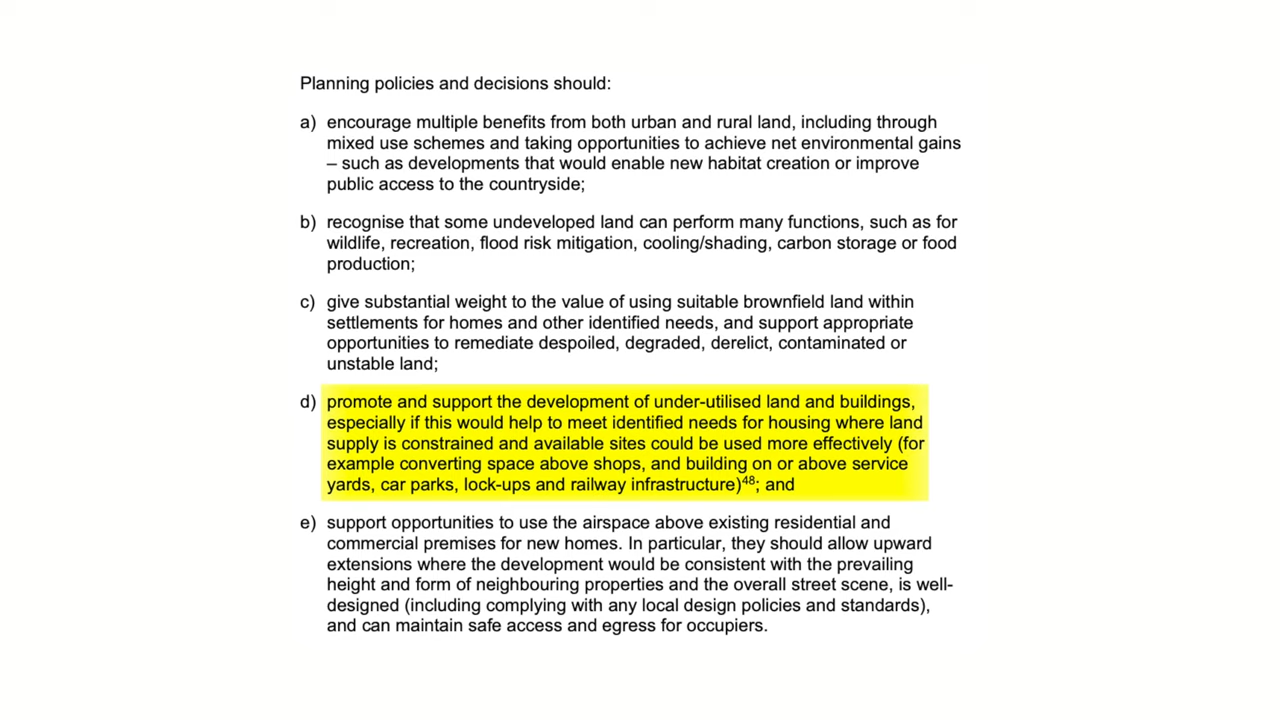 Planning policies and decisions should:
a) encourage multiple benefits from both urban and rural land, including through
mixed use schemes and taking opportunities to achieve net environmental gains
– such as developments that would enable new habitat creation or improve
public access to the countryside;
b) recognise that some undeveloped land can perform many functions, such as for
wildlife, recreation, flood risk mitigation, cooling/shading, carbon storage or food
production;
c) give substantial weight to the value of using suitable brownfield land within
settlements for homes and other identified needs, and support appropriate
opportunities to remediate despoiled, degraded, derelict, contaminated or
unstable land;
d) promote and support the development of under-utilised land and buildings,
especially if this would help to meet identified needs for housing where land
supply is constrained and available sites could be used more effectively (for
example converting space above shops, and building on or above service
yards, car parks, lock-ups and railway infrastructure)⁴⁸; and
e) support opportunities to use the airspace above existing residential and
commercial premises for new homes. In particular, they should allow upward
extensions where the development would be consistent with the prevailing
height and form of neighbouring properties and the overall street scene, is well-
designed (including complying with any local design policies and standards),
and can maintain safe access and egress for occupiers.